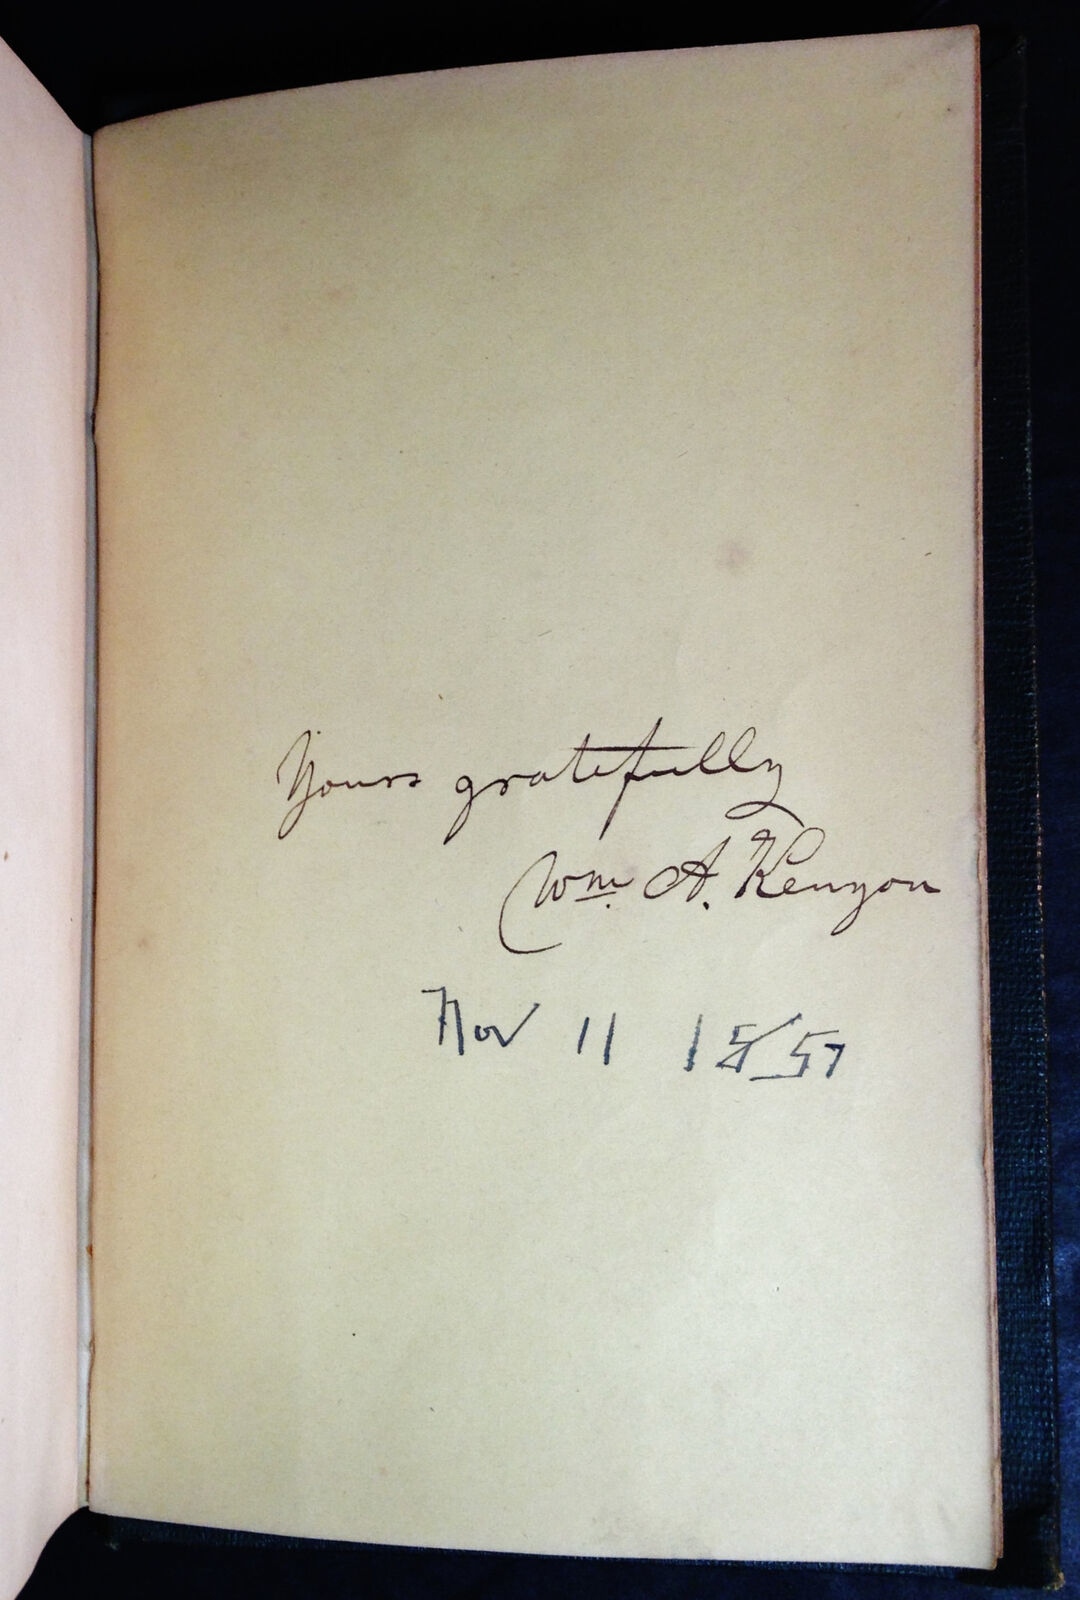 Yours gratefully
Wm. A. Kenyon
Nov 11 1857